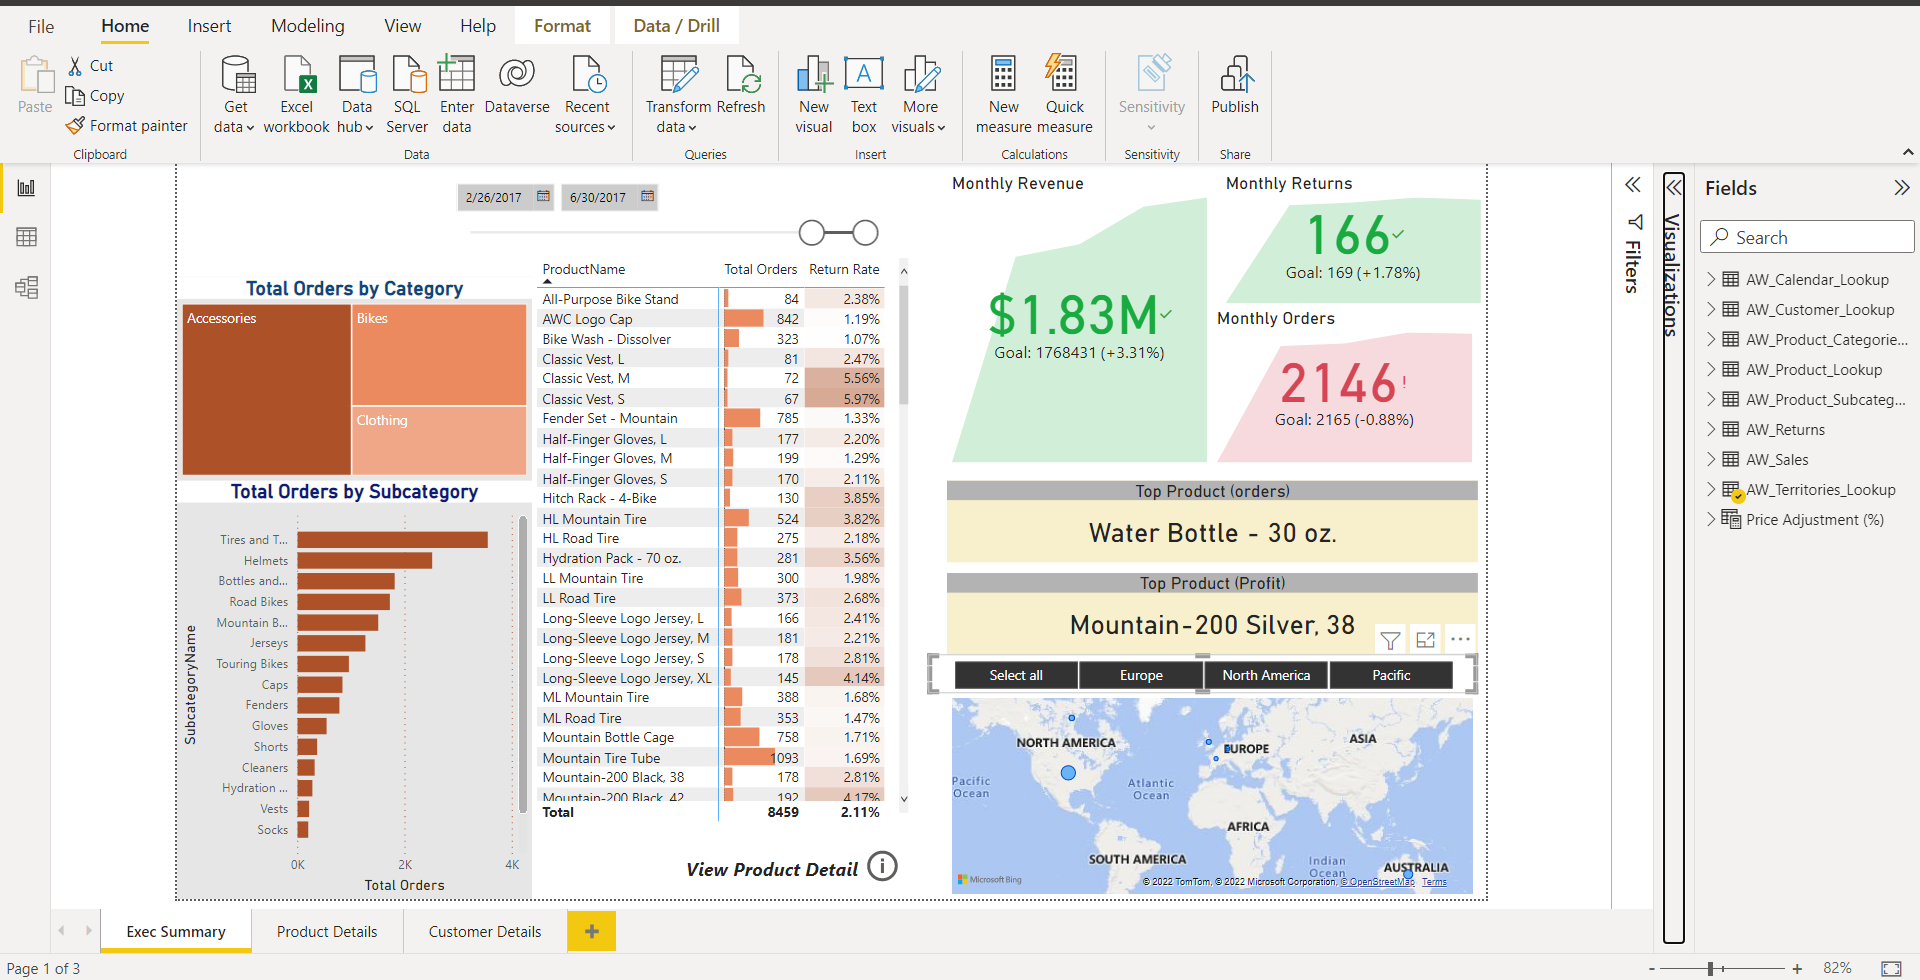 File Home Insert Modeling View Help Format Data / Drill
Paste
Cut
Copy
Format painter
Clipboard
Get data
Excel workbook
Data hub
SQL Server
Enter data
Dataverse
Recent sources
Data
Transform data
Refresh
Queries
New visual
Text box
More visuals
Insert
New measure
Quick measure
Calculations
Sensitivity
Sensitivity
Publish
Share
2/26/2017 6/30/2017
Total Orders by Category
Accessories
Bikes
Clothing
Total Orders by Subcategory
SubcategoryName
Tires and T...
Helmets
Bottles and...
Road Bikes
Mountain B...
Jerseys
Touring Bikes
Caps
Fenders
Gloves
Shorts
Cleaners
Hydration ...
Vests
Socks
0K 2K 4K
Total Orders
ProductName Total Orders Return Rate
All-Purpose Bike Stand 84 2.38%
AWC Logo Cap 842 1.19%
Bike Wash - Dissolver 323 1.07%
Classic Vest, L 81 2.47%
Classic Vest, M 72 5.56%
Classic Vest, S 67 5.97%
Fender Set - Mountain 785 1.33%
Half-Finger Gloves, L 177 2.20%
Half-Finger Gloves, M 199 1.29%
Half-Finger Gloves, S 170 2.11%
Hitch Rack - 4-Bike 130 3.85%
HL Mountain Tire 524 3.82%
HL Road Tire 275 2.18%
Hydration Pack - 70 oz. 281 3.56%
LL Mountain Tire 300 1.98%
LL Road Tire 373 2.68%
Long-Sleeve Logo Jersey, L 166 2.41%
Long-Sleeve Logo Jersey, M 181 2.21%
Long-Sleeve Logo Jersey, S 178 2.81%
Long-Sleeve Logo Jersey, XL 145 4.14%
ML Mountain Tire 388 1.68%
ML Road Tire 353 1.47%
Mountain Bottle Cage 758 1.71%
Mountain Tire Tube 1093 1.69%
Mountain-200 Black, 38 178 2.81%
Mountain-200 Black, 42 192 4.17%
Total 8459 2.11%
View Product Detail
Monthly Revenue
$1.83M
Goal: 1768431 (+3.31%)
Monthly Returns
166
Goal: 169 (+1.78%)
Monthly Orders
2146!
Goal: 2165 (-0.88%)
Top Product (orders)
Water Bottle - 30 oz.
Top Product (Profit)
Mountain-200 Silver, 38
Select all Europe North America Pacific
NORTH AMERICA
EUROPE
ASIA
Pacific Ocean
Atlantic Ocean
AFRICA
SOUTH AMERICA
Indian Ocean
AUSTRALIA
Microsoft Bing
© 2022 TomTom, © 2022 Microsoft Corporation, © OpenStreetMap Terms
Filters
Visualizations
Fields
Search
AW_Calendar_Lookup
AW_Customer_Lookup
AW_Product_Categorie...
AW_Product_Lookup
AW_Product_Subcateg...
AW_Returns
AW_Sales
AW_Territories_Lookup
Price Adjustment (%)
Exec Summary Product Details Customer Details +
Page 1 of 3
- + 82%